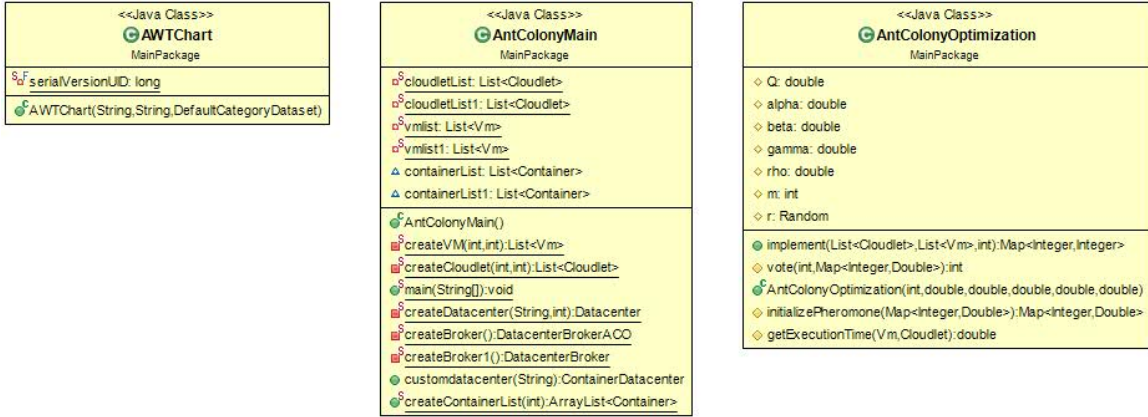 <<Java Class>>
AWTChart
MainPackage
serialVersionUID: long
AWTChart(String,String,DefaultCategoryDataset)
<<Java Class>>
AntColonyMain
MainPackage
cloudletList: List<Cloudlet>
cloudletList1: List<Cloudlet>
vmlist: List<Vm>
vmlist1: List<Vm>
containerList: List<Container>
containerList1: List<Container>
AntColonyMain()
createVM(int,int):List<Vm>
createCloudlet(int,int):List<Cloudlet>
main(String[]):void
createDatacenter(String,int):Datacenter
createBroker():DatacenterBrokerACO
createBroker1():DatacenterBroker
customdatacenter(String):ContainerDatacenter
createContainerList(int):ArrayList<Container>
<<Java Class>>
AntColonyOptimization
MainPackage
Q: double
alpha: double
beta: double
gamma: double
rho: double
m: int
r: Random
implement(List<Cloudlet>,List<Vm>,int):Map<Integer,Integer>
vote(int,Map<Integer,Double>):int
AntColonyOptimization(int,double,double,double,double,double)
initializePheromone(Map<Integer,Double>):Map<Integer,Double>
getExecutionTime(Vm,Cloudlet):double